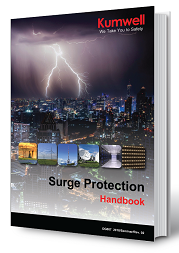 Kumwell
We Take You to Safety
Surge Protection
Handbook